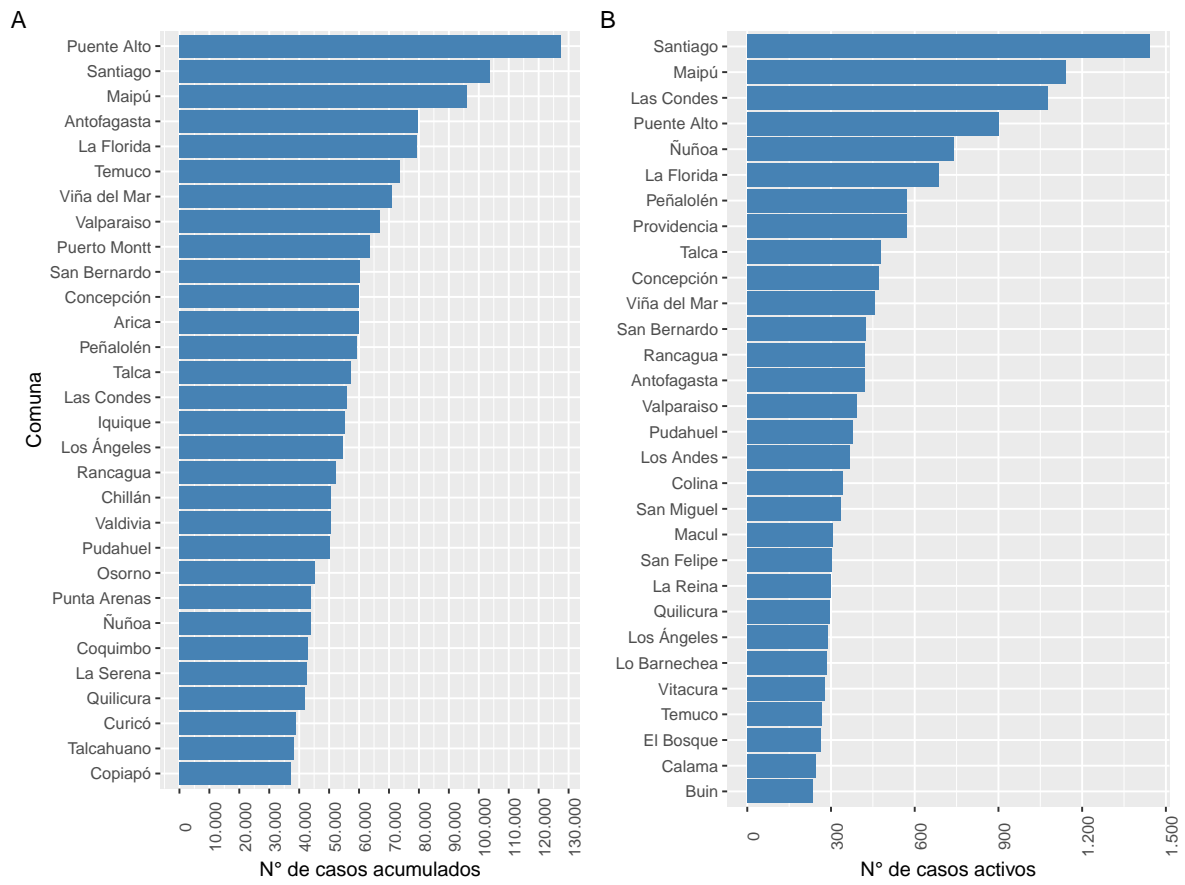 A
Puente Alto
Santiago
Maipú
Antofagasta
La Florida
Temuco
Viña del Mar
Valparaiso
Puerto Montt
San Bernardo
Concepción
Arica
Peñalolén
Talca
Las Condes
Iquique
Los Ángeles
Rancagua
Chillán
Valdivia
Pudahuel
Osorno
Punta Arenas
Ñuñoa
Coquimbo
La Serena
Quilicura
Curicó
Talcahuano
Copiapó
Comuna
0
10.000
20.000
30.000
40.000
50.000
60.000
70.000
80.000
90.000
100.000
110.000
120.000
130.000
N° de casos acumulados
B
Santiago
Maipú
Las Condes
Puente Alto
Ñuñoa
La Florida
Peñalolén
Providencia
Talca
Concepción
Viña del Mar
San Bernardo
Rancagua
Antofagasta
Valparaiso
Pudahuel
Los Andes
Colina
San Miguel
Macul
San Felipe
La Reina
Quilicura
Los Ángeles
Lo Barnechea
Vitacura
Temuco
El Bosque
Calama
Buin
0
300
600
900
1.200
1.500
N° de casos activos